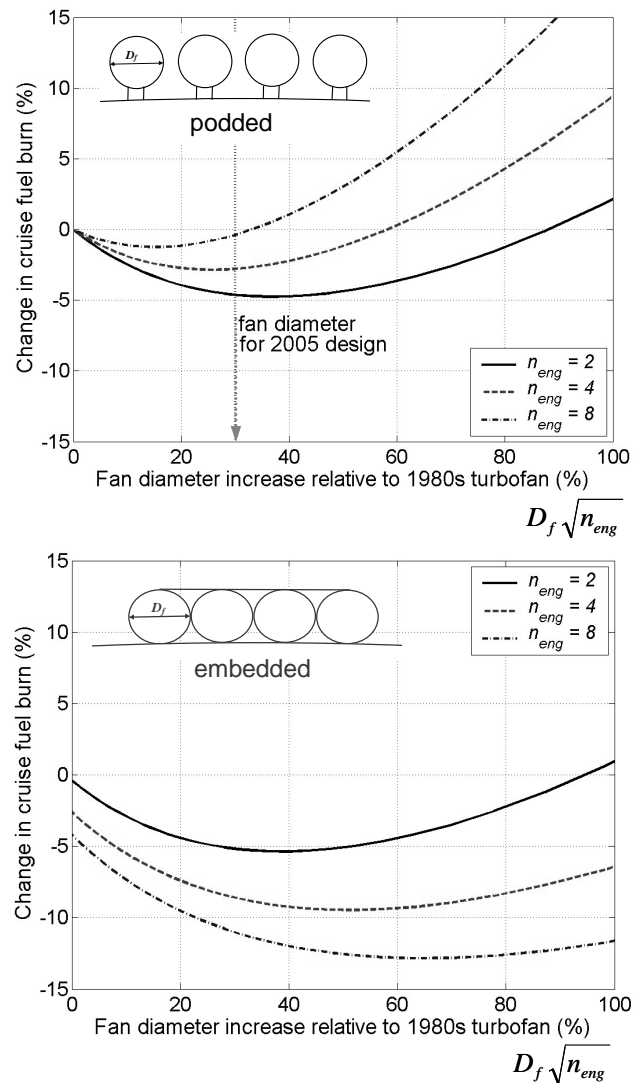 15
10
5
0
-5
-10
-15
Change in cruise fuel burn (%)
D_f
podded
fan diameter
for 2005 design
n_eng = 2
n_eng = 4
n_eng = 8
0 20 40 60 80 100
Fan diameter increase relative to 1980s turbofan (%)
D_f √n_eng
15
10
5
0
-5
-10
-15
Change in cruise fuel burn (%)
D_f
embedded
n_eng = 2
n_eng = 4
n_eng = 8
0 20 40 60 80 100
Fan diameter increase relative to 1980s turbofan (%)
D_f √n_eng